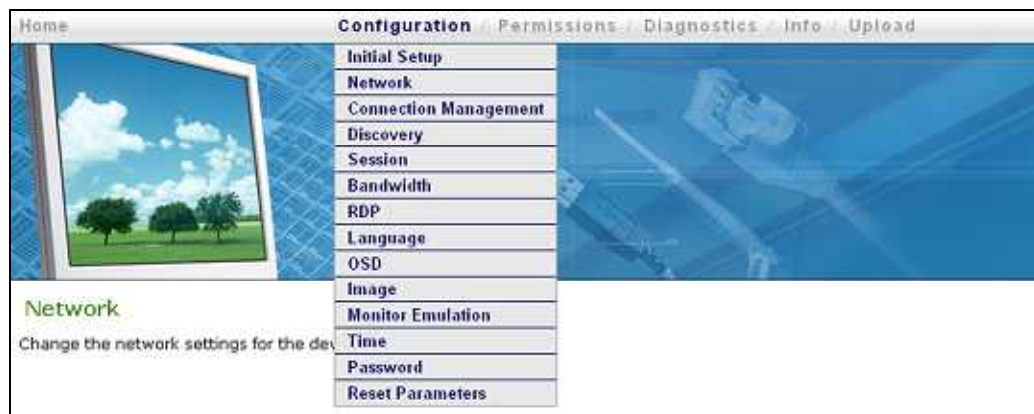 Home Configuration / Permissions / Diagnostics / Info / Upload
Initial Setup
Network
Connection Management
Discovery
Session
Bandwidth
RDP
Language
OSD
Image
Monitor Emulation
Time
Password
Reset Parameters
Network
Change the network settings for the